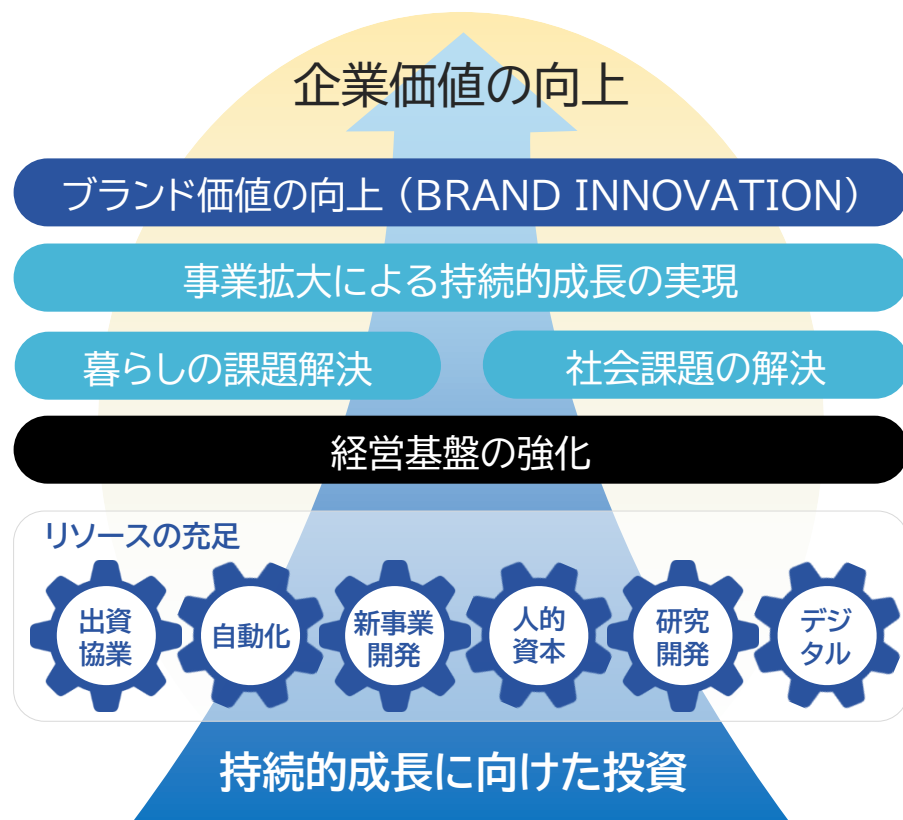 企業価値の向上
ブランド価値の向上（BRAND INNOVATION）
事業拡大による持続的成長の実現
暮らしの課題解決
社会課題の解決
経営基盤の強化
リソースの充足
出資
協業
自動化
新事業
開発
人的
資本
研究
開発
デジ
タル
持続的成長に向けた投資